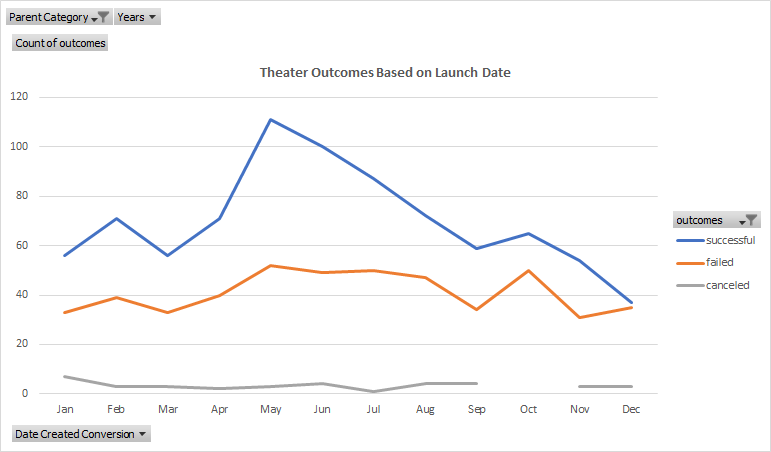 Parent Category Years
Count of outcomes
Theater Outcomes Based on Launch Date
120
100
80
60
40
20
0
Jan Feb Mar Apr May Jun Jul Aug Sep Oct Nov Dec
outcomes
successful
failed
canceled
Date Created Conversion